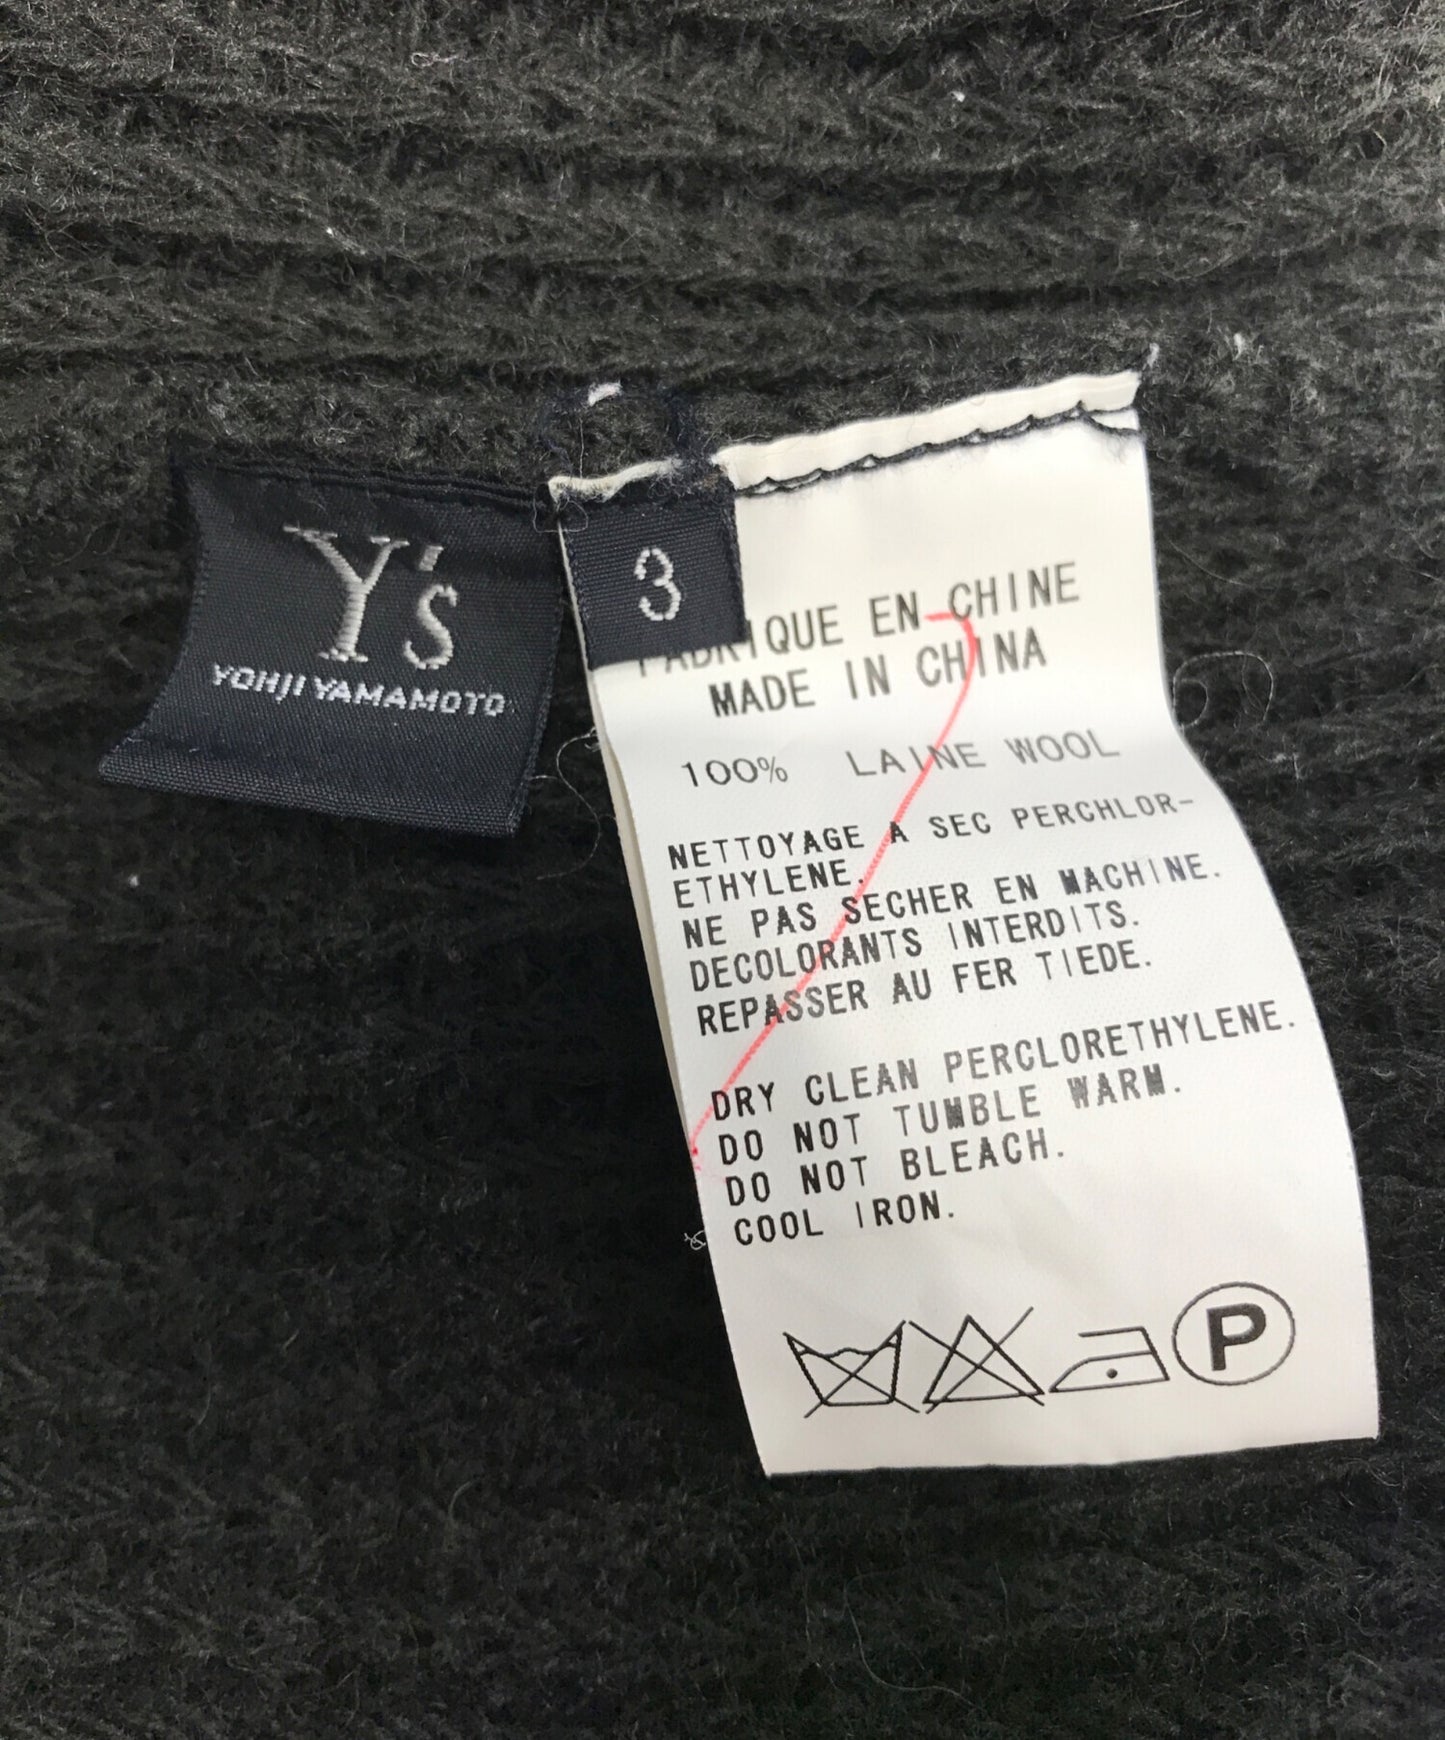 Y's
YOHJI YAMAMOTO
3
FABRIQUE EN CHINE
MADE IN CHINA
100% LAINE WOOL
NETTOYAGE A SEC PERCHLOR-
ETHYLENE.
NE PAS SECHER EN MACHINE.
DECOLORANTS INTERDITS.
REPASSER AU FER TIEDE.
DRY CLEAN PERCLORETHYLENE.
DO NOT TUMBLE WARM.
DO NOT BLEACH.
COOL IRON.
P